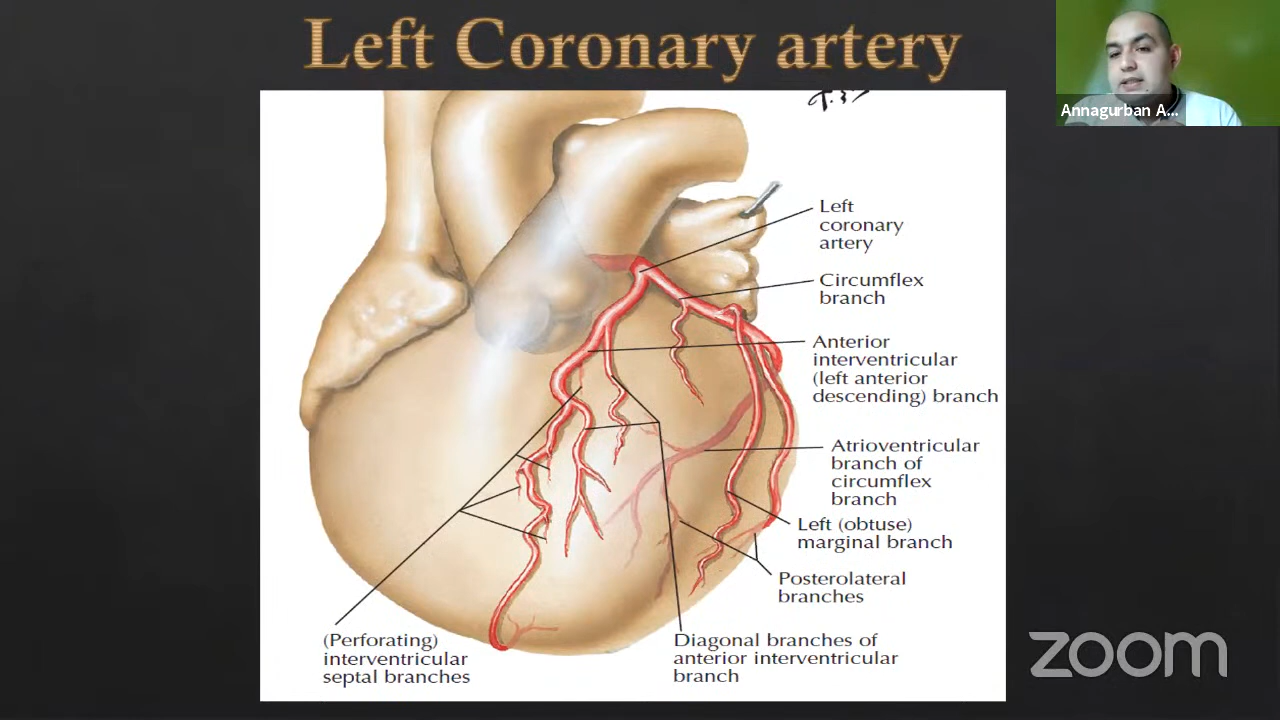 Left Coronary artery
Annagurban A...
Left
coronary
artery
Circumflex
branch
Anterior
interventricular
(left anterior
descending) branch
Atrioventricular
branch of
circumflex
branch
Left (obtuse)
marginal branch
Posterolateral
branches
(Perforating)
interventricular
septal branches
Diagonal branches of
anterior interventricular
branch
zoom